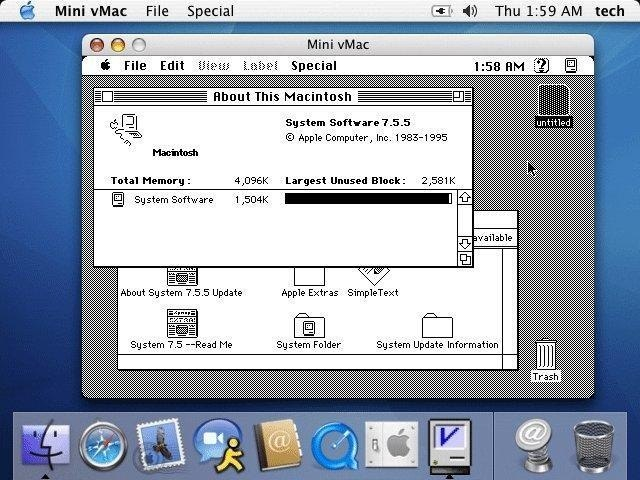 Mini vMac File Special Thu 1:59 AM tech
Mini vMac
File Edit View Label Special 1:58 AM
About This Macintosh
System Software 7.5.5
© Apple Computer, Inc. 1983-1995
Macintosh
Total Memory : 4,096K Largest Unused Block : 2,581K
System Software 1,504K
untitled
available
About System 7.5.5 Update Apple Extras SimpleText
System 7.5 --Read Me System Folder System Update Information
Trash